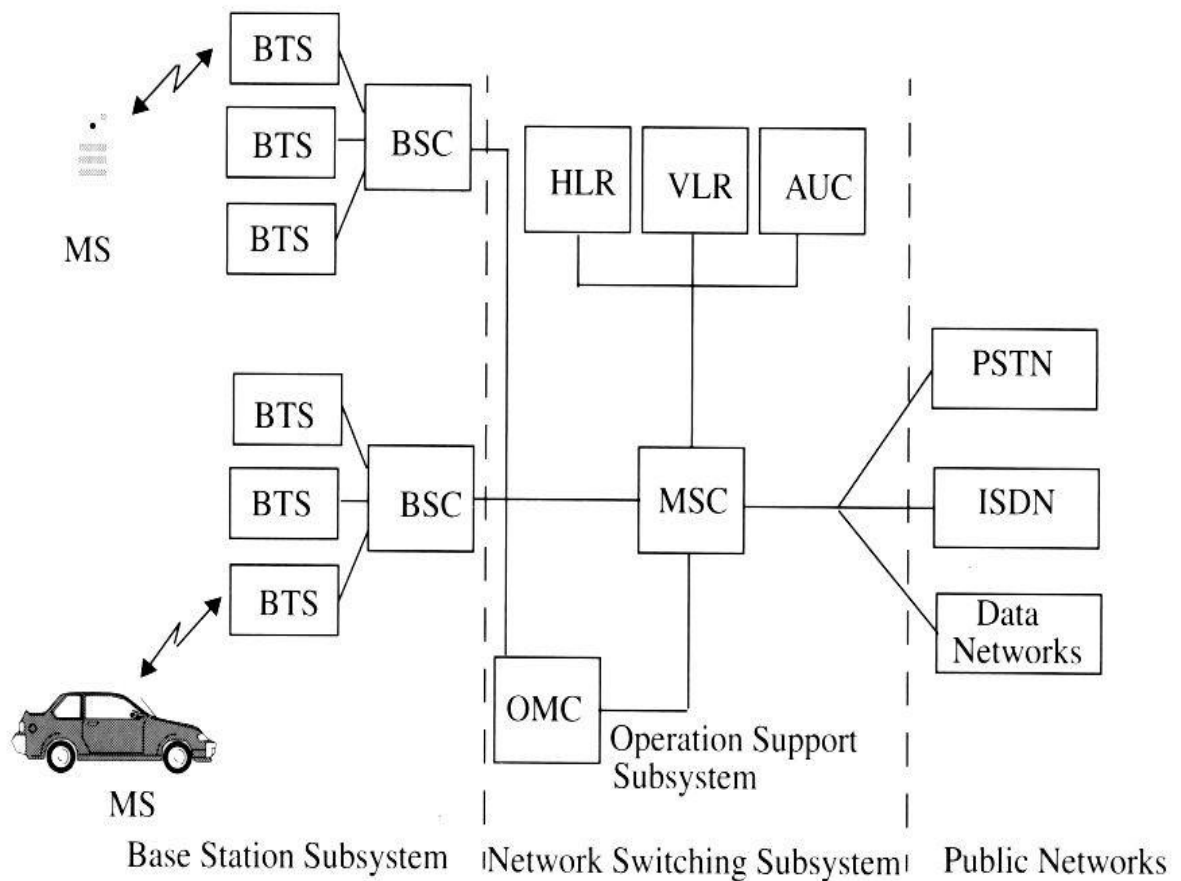 BTS
BTS
BTS
BSC
MS
HLR
VLR
AUC
BTS
BTS
BTS
BSC
MSC
PSTN
ISDN
Data
Networks
OMC
Operation Support
Subsystem
MS
Base Station Subsystem
Network Switching Subsystem
Public Networks